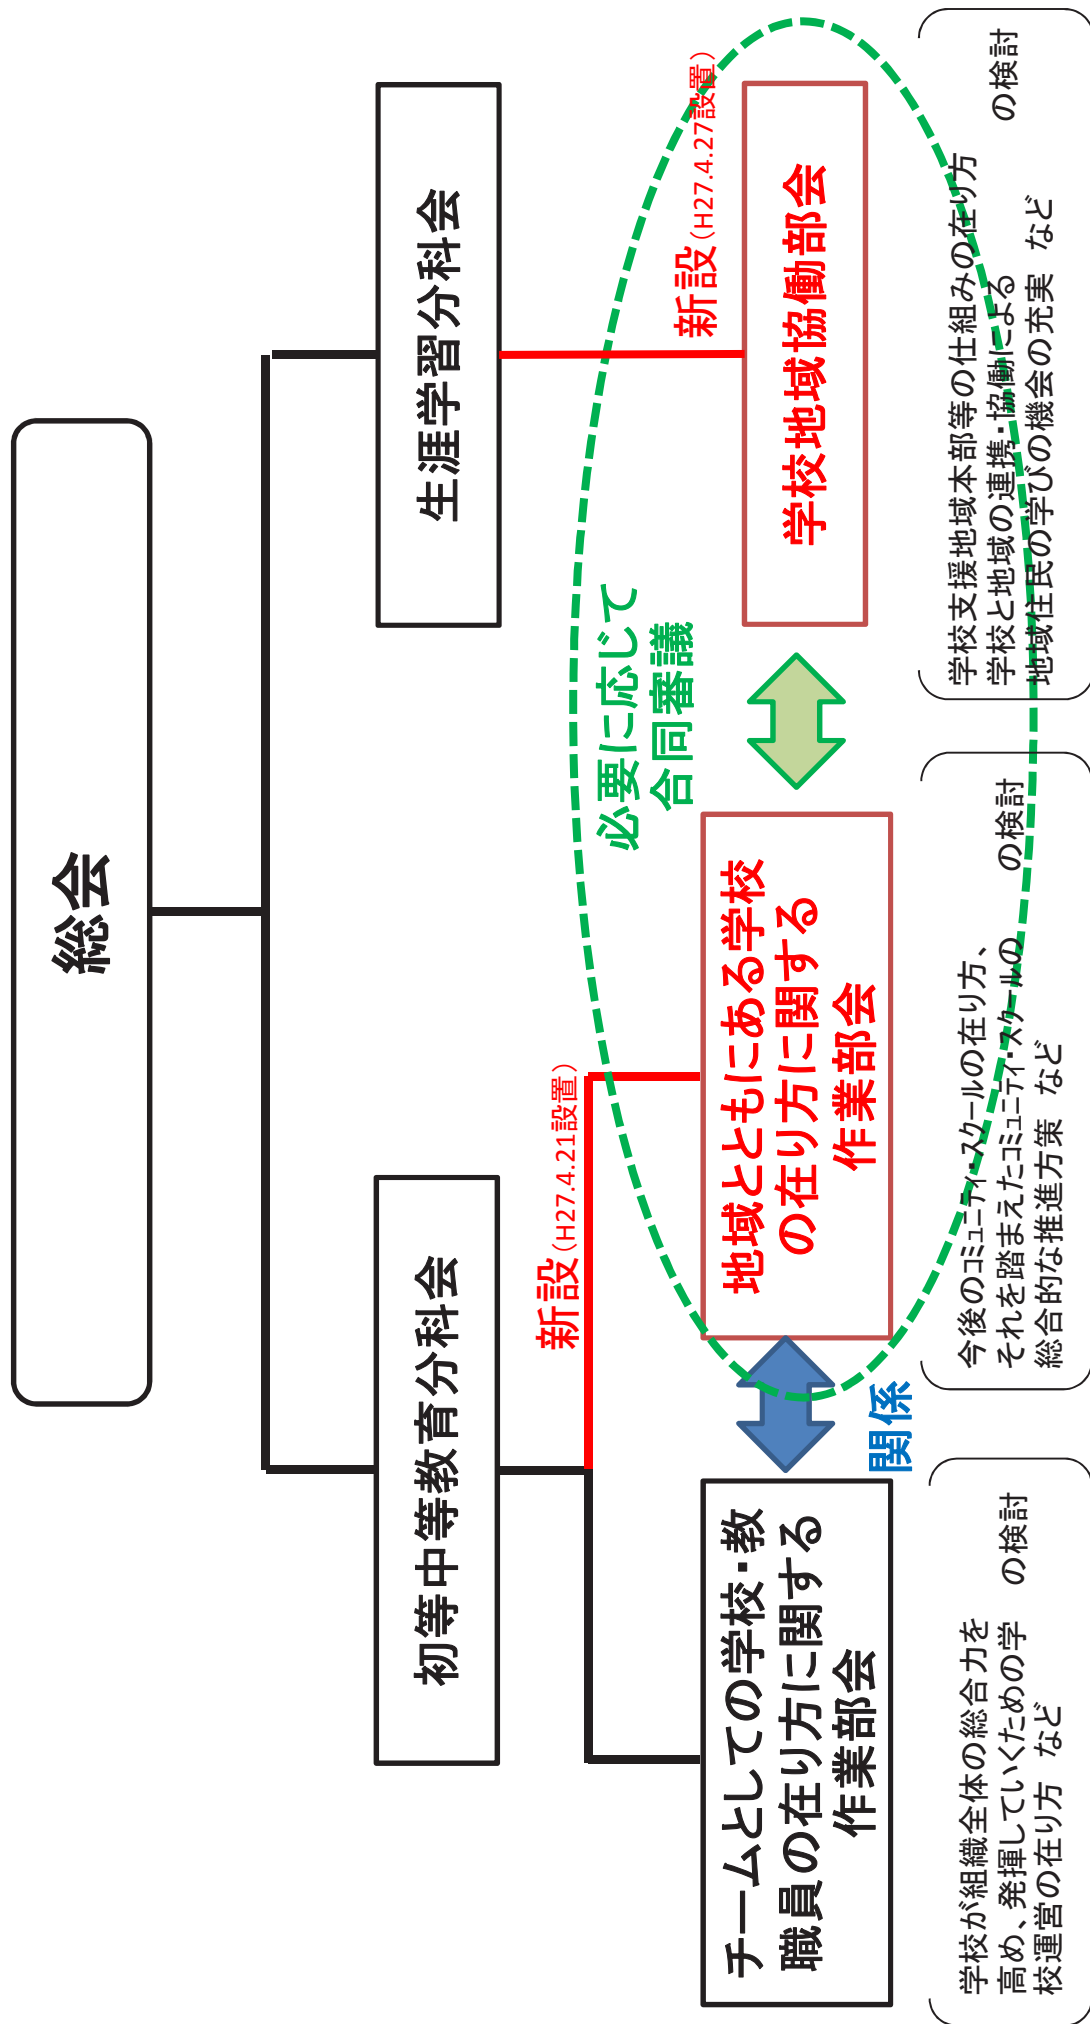 総会
初等中等教育分科会
生涯学習分科会
新設(H27.4.21設置)
新設(H27.4.27設置)
必要に応じて
合同審議
チームとしての学校・教
職員の在り方に関する
作業部会
関係
地域とともにある学校
の在り方に関する
作業部会
学校地域協働部会
学校が組織全体の総合力を
高め、発揮していくための学
校運営の在り方　など
の検討
今後のコミュニティ・スクールの在り方、
それを踏まえたコミュニティ・スクールの
総合的な推進方策　など
の検討
学校支援地域本部等の仕組みの在り方
学校と地域の連携・協働による
地域住民の学びの機会の充実　など
の検討